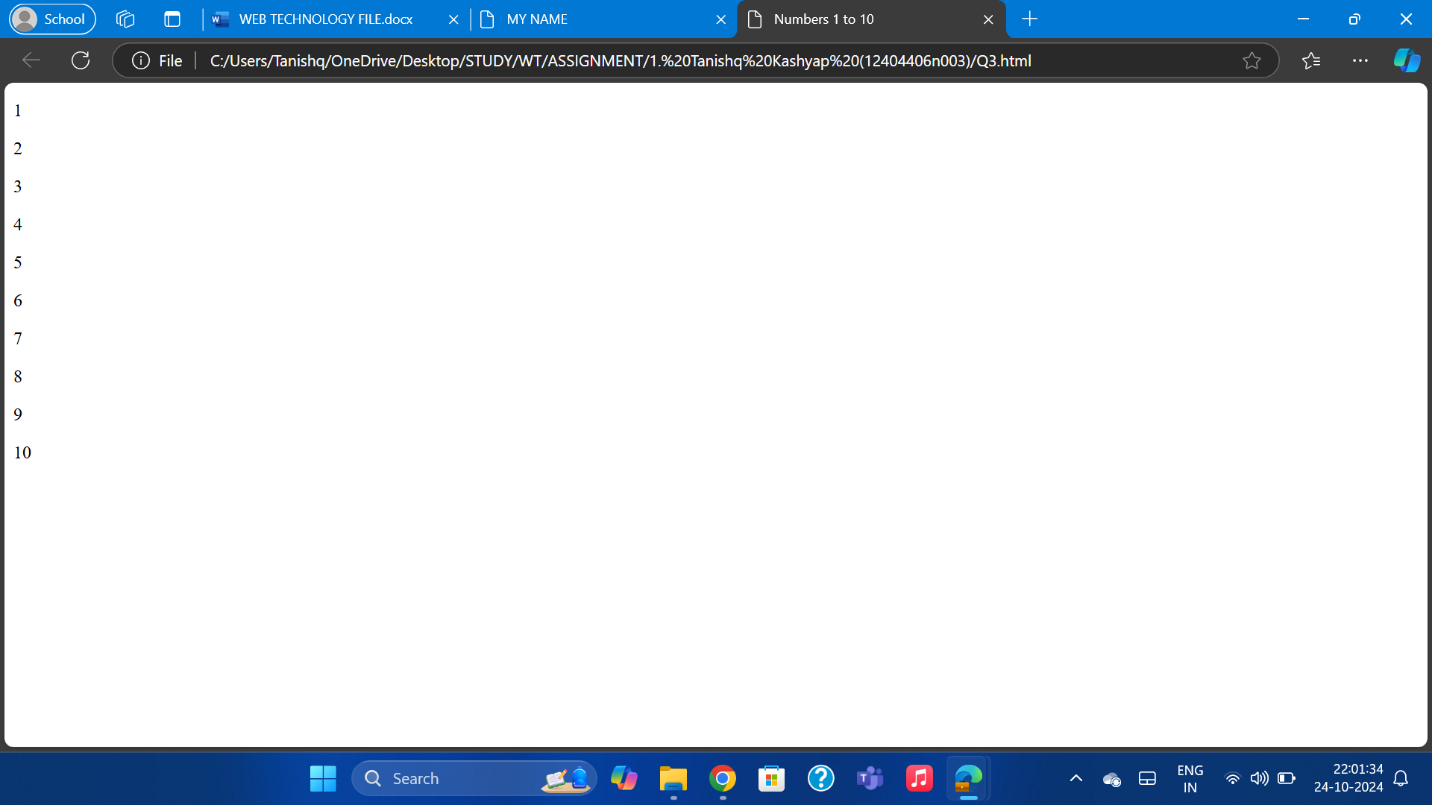 School
WEB TECHNOLOGY FILE.docx
MY NAME
Numbers 1 to 10
File
C:/Users/Tanishq/OneDrive/Desktop/STUDY/WT/ASSIGNMENT/1.%20Tanishq%20Kashyap%20(12404406n003)/Q3.html
1
2
3
4
5
6
7
8
9
10
Search
ENG
IN
22:01:34
24-10-2024